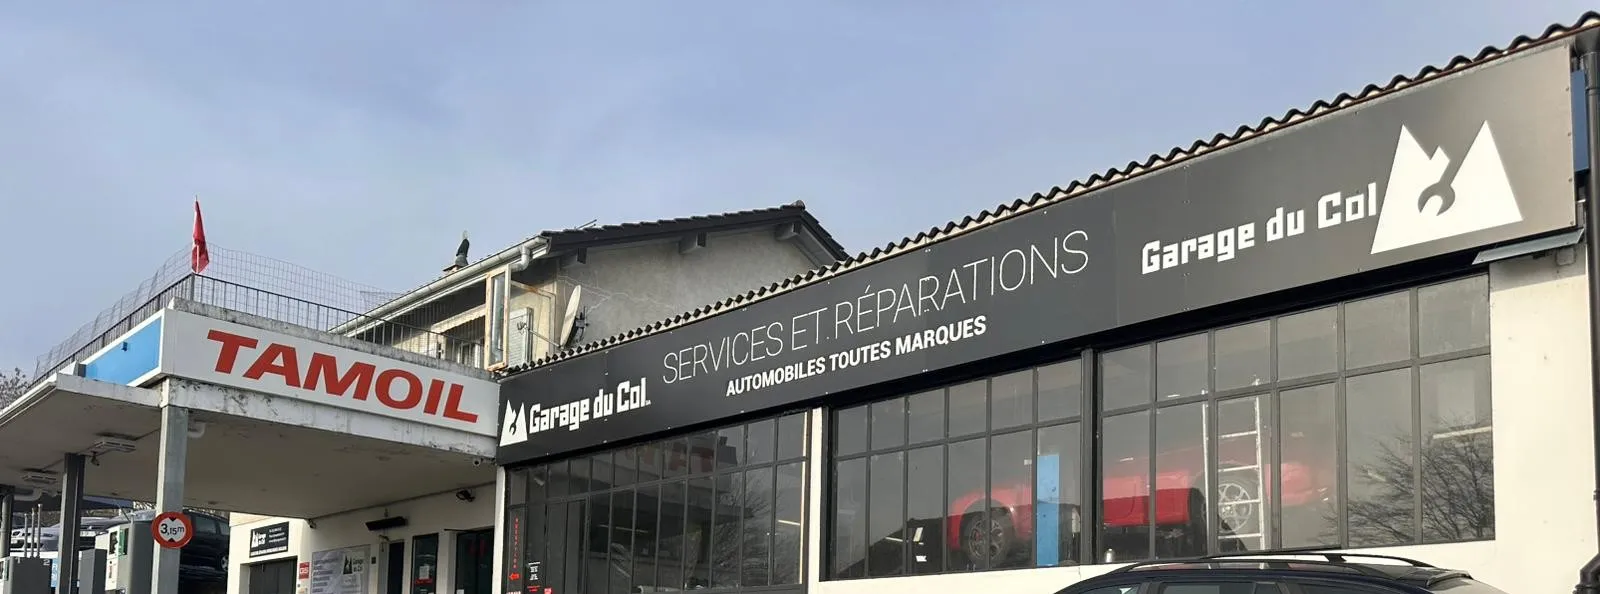 TAMOIL
Garage du Col
SERVICES ET RÉPARATIONS
AUTOMOBILES TOUTES MARQUES
Garage du Col
3,15m